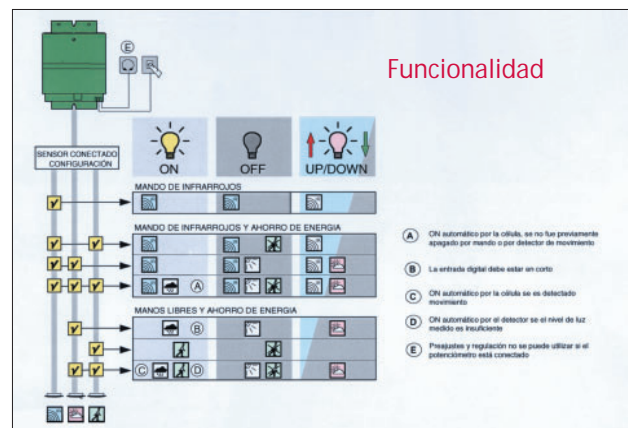 Funcionalidad
E
SENSOR CONECTADO
CONFIGURACIÓN
ON
OFF
UP/DOWN
MANDO DE INFRARROJOS
MANDO DE INFRARROJOS Y AHORRO DE ENERGIA
A
MANOS LIBRES Y AHORRO DE ENERGIA
B
C
D
A ON automático por la célula, se no fue previamente
apagado por mando o por detector de movimiento
B La entrada digital debe estar en corto
C ON automático por la célula se es detectado
movimiento
D ON automático por el detector se el nivel de luz
medido es insuficiente
E Preajustes y regulación no se puede utilizar si el
potenciómetro está conectado